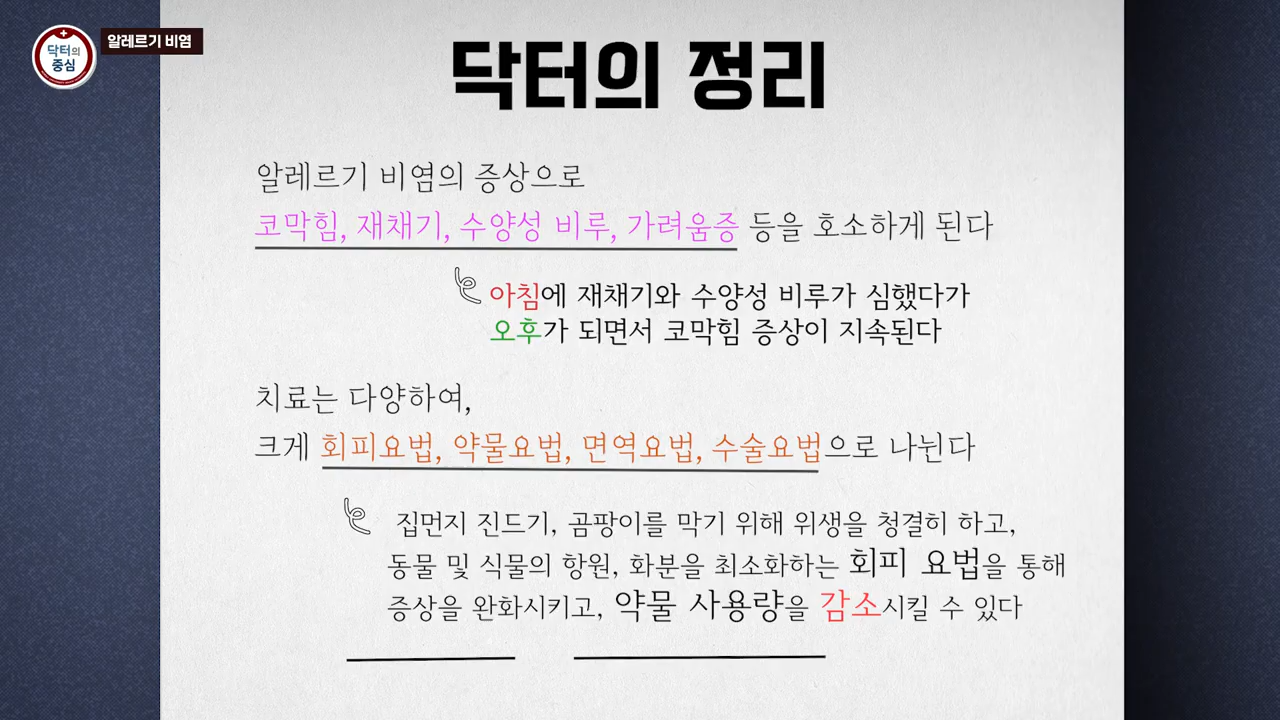 닥터의
중심
알레르기 비염
닥터의 정리
알레르기 비염의 증상으로
코막힘, 재채기, 수양성 비루, 가려움증 등을 호소하게 된다
아침에 재채기와 수양성 비루가 심했다가
오후가 되면서 코막힘 증상이 지속된다
치료는 다양하여,
크게 회피요법, 약물요법, 면역요법, 수술요법으로 나뉜다
집먼지 진드기, 곰팡이를 막기 위해 위생을 청결히 하고,
동물 및 식물의 항원, 화분을 최소화하는 회피 요법을 통해
증상을 완화시키고, 약물 사용량을 감소시킬 수 있다